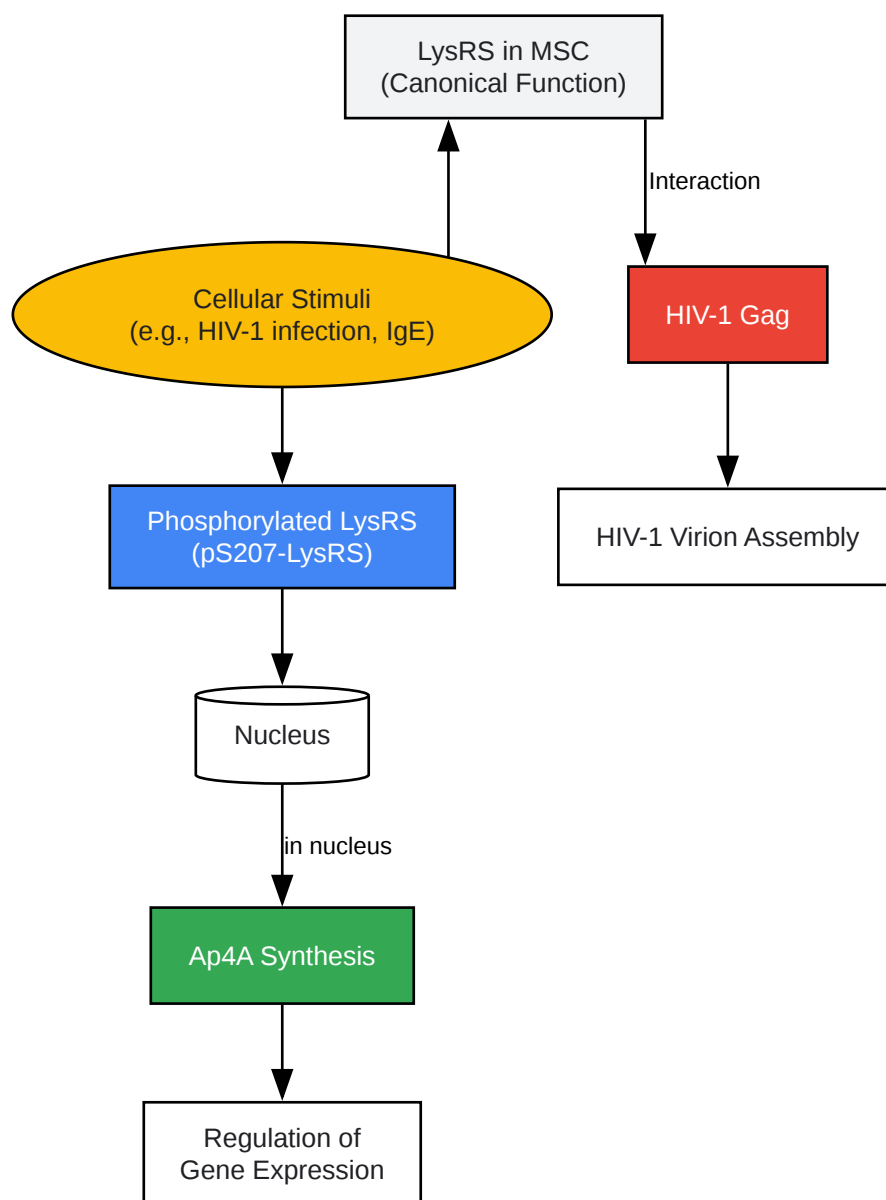 LysRS in MSC
(Canonical Function)
Interaction
Cellular Stimuli
(e.g., HIV-1 infection, IgE)
HIV-1 Gag
Phosphorylated LysRS
(pS207-LysRS)
HIV-1 Virion Assembly
Nucleus
in nucleus
Ap4A Synthesis
Regulation of
Gene Expression